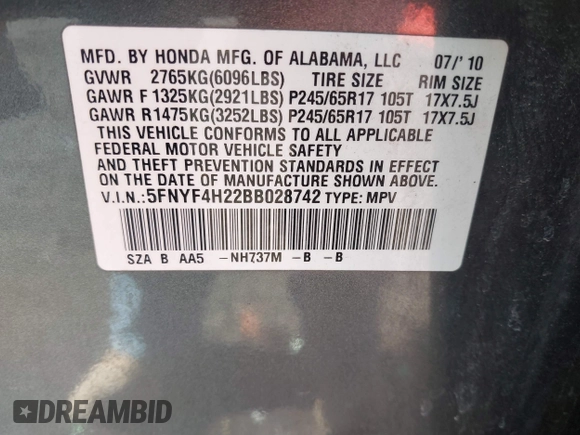 MFD. BY HONDA MFG. OF ALABAMA, LLC 07/'10
GVWR 2765KG(6096LBS) TIRE SIZE RIM SIZE
GAWR F 1325KG(2921LBS) P245/65R17 105T 17X7.5J
GAWR R1475KG(3252LBS) P245/65R17 105T 17X7.5J
THIS VEHICLE CONFORMS TO ALL APPLICABLE
FEDERAL MOTOR VEHICLE SAFETY
AND THEFT PREVENTION STANDARDS IN EFFECT
ON THE DATE OF MANUFACTURE SHOWN ABOVE.
V.I.N.:5FNYF4H22BB028742 TYPE: MPV
SZA B AA5 -NH737M -B -B
DREAMBID